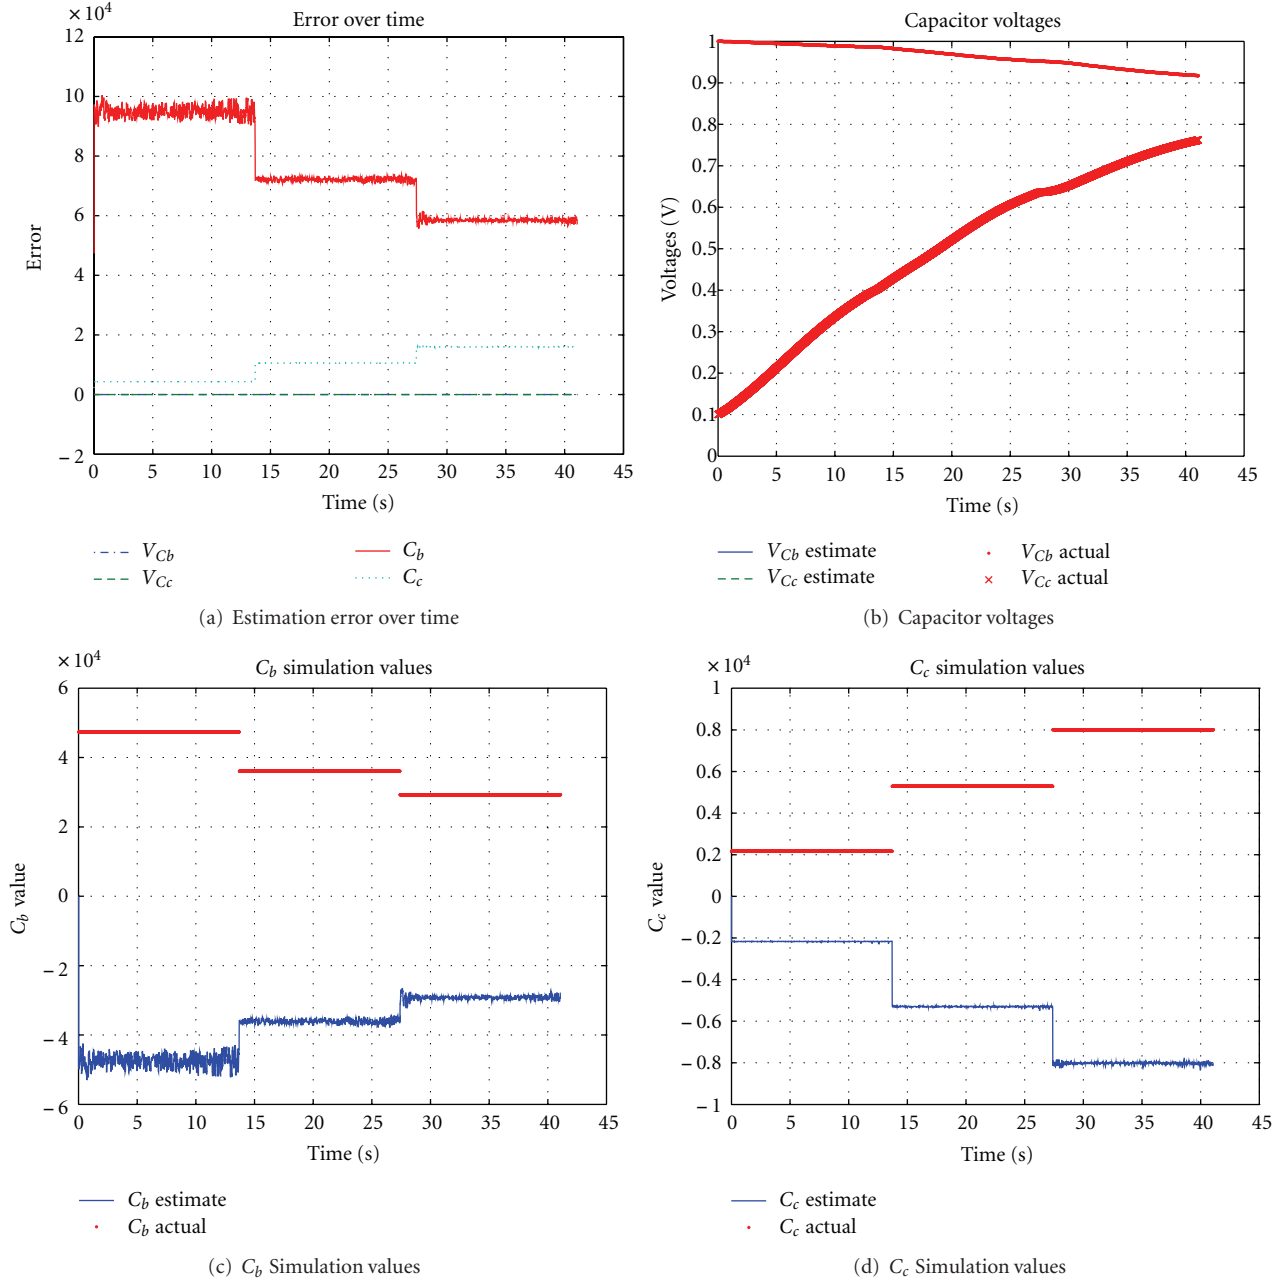 Error over time
×10⁴
12
10
8
6
4
2
0
−2
Error
0 5 10 15 20 25 30 35 40 45
Time (s)
V_Cb
C_b
V_Cc
C_c
(a) Estimation error over time
Capacitor voltages
1
0.9
0.8
0.7
0.6
0.5
0.4
0.3
0.2
0.1
0
Voltages (V)
0 5 10 15 20 25 30 35 40 45
Time (s)
V_Cb estimate
V_Cb actual
V_Cc estimate
V_Cc actual
(b) Capacitor voltages
C_b simulation values
×10⁴
6
4
2
0
−2
−4
−6
C_b value
0 5 10 15 20 25 30 35 40 45
Time (s)
C_b estimate
C_b actual
(c) C_b Simulation values
C_c simulation values
×10⁴
1
0.8
0.6
0.4
0.2
0
−0.2
−0.4
−0.6
−0.8
−1
C_c value
0 5 10 15 20 25 30 35 40 45
Time (s)
C_c estimate
C_c actual
(d) C_c Simulation values